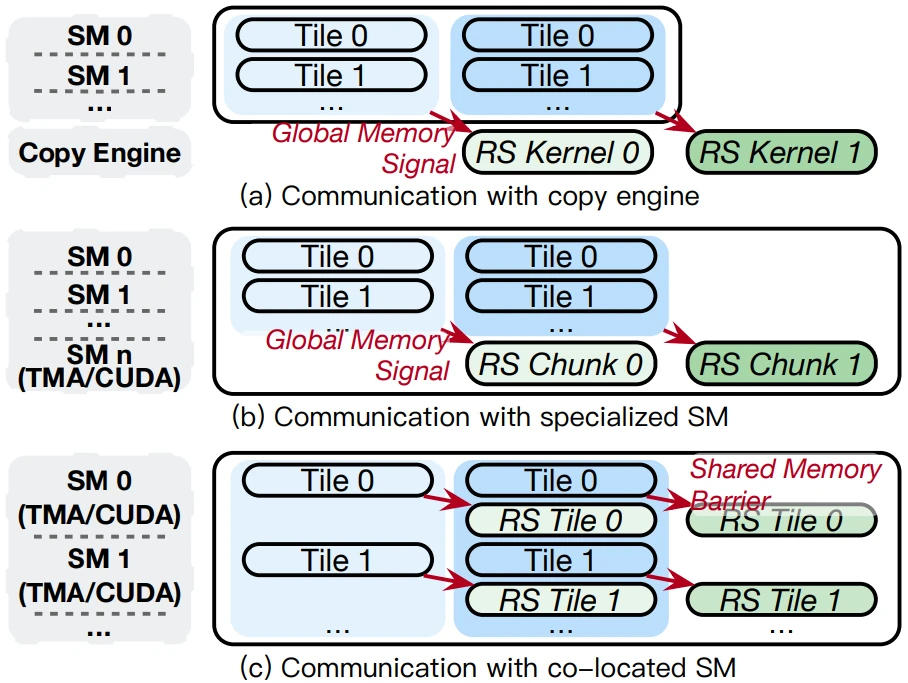 SM 0
SM 1
...
Copy Engine
Tile 0
Tile 1
...
Tile 0
Tile 1
...
Global Memory
Signal
RS Kernel 0
RS Kernel 1
(a) Communication with copy engine
SM 0
SM 1
...
SM n
(TMA/CUDA)
Tile 0
Tile 1
...
Tile 0
Tile 1
...
Global Memory
Signal
RS Chunk 0
RS Chunk 1
(b) Communication with specialized SM
SM 0
(TMA/CUDA)
SM 1
(TMA/CUDA)
...
Tile 0
Tile 1
...
Tile 0
RS Tile 0
Tile 1
RS Tile 1
...
Shared Memory
Barrier
RS Tile 0
RS Tile 1
...
(c) Communication with co-located SM